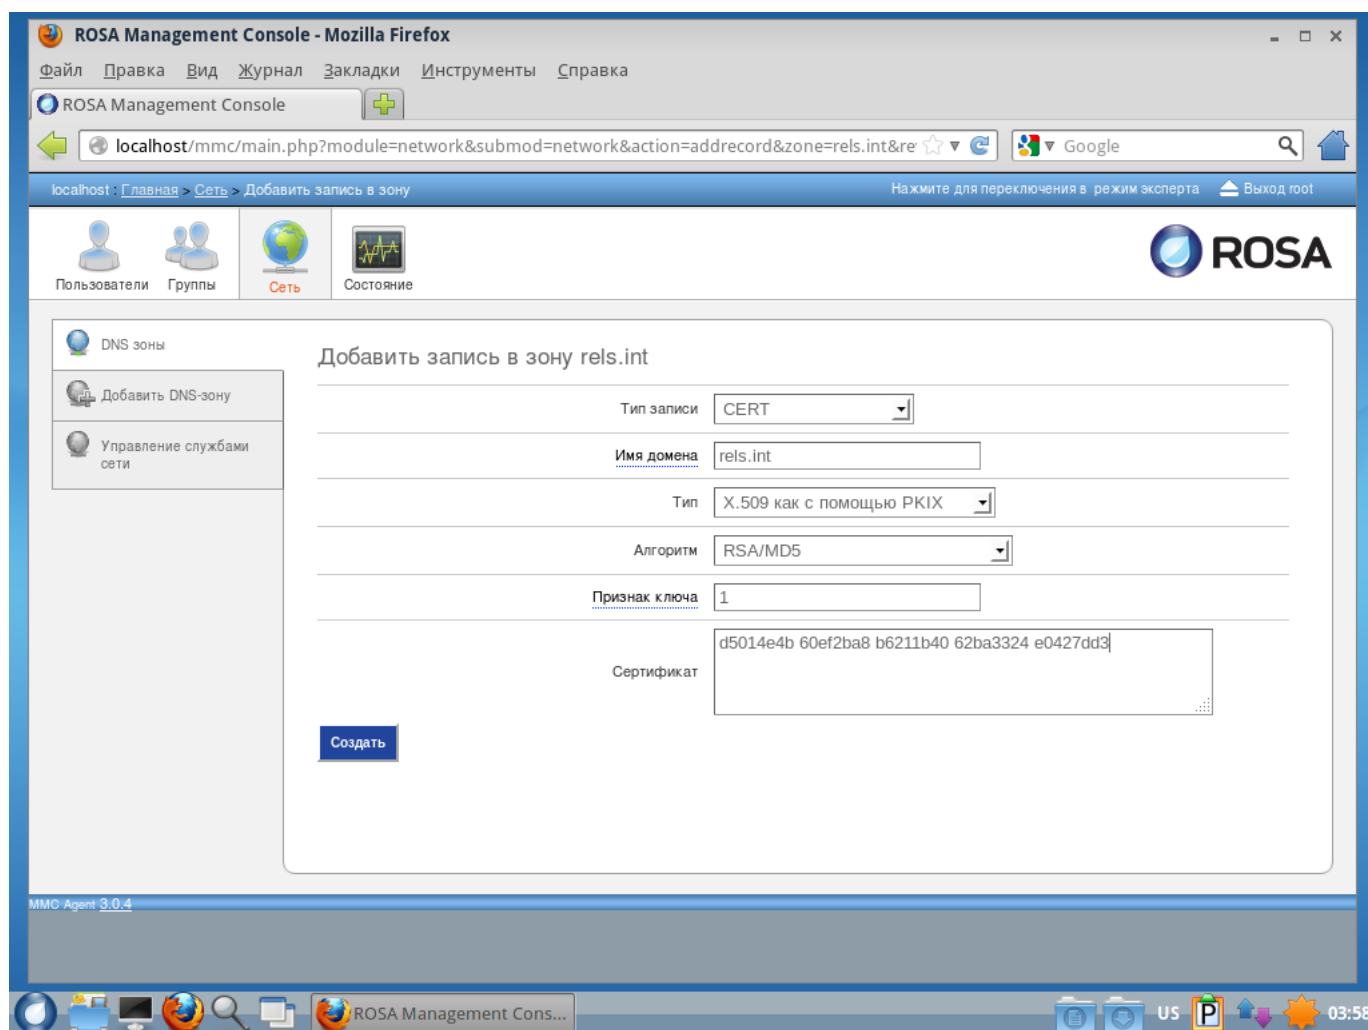 ROSA Management Console - Mozilla Firefox
Файл Правка Вид Журнал Закладки Инструменты Справка
ROSA Management Console
localhost/mmc/main.php?module=network&submod=network&action=addrecord&zone=rels.int&re
Google
localhost : Главная > Сеть > Добавить запись в зону
Нажмите для переключения в режим эксперта
Выход root
Пользователи
Группы
Сеть
Состояние
ROSA
DNS зоны
Добавить DNS-зону
Управление службами
сети
Добавить запись в зону rels.int
Тип записи CERT
Имя домена rels.int
Тип X.509 как с помощью PKIX
Алгоритм RSA/MD5
Признак ключа 1
Сертификат d5014e4b 60ef2ba8 b6211b40 62ba3324 e0427dd3
Создать
MMC Agent 3.0.4
ROSA Management Cons...
US
P
03:58